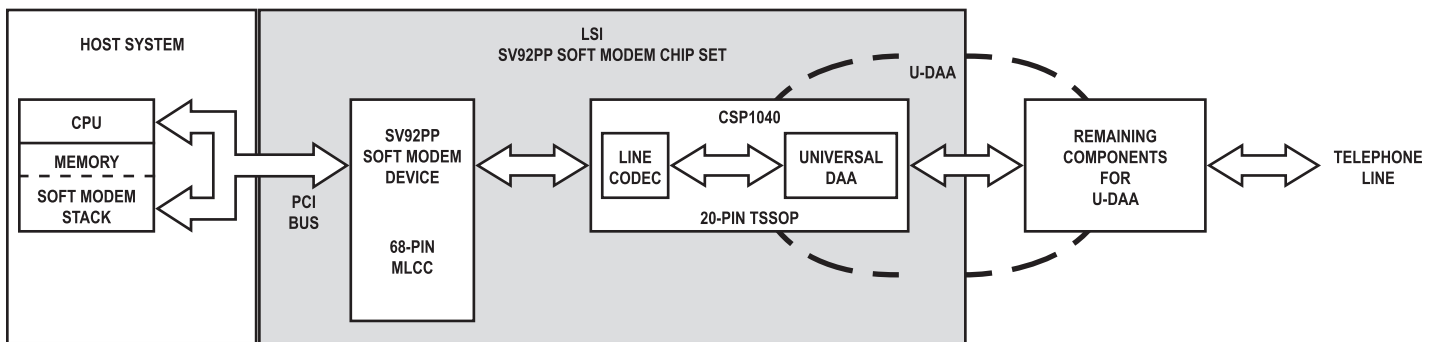 HOST SYSTEM
CPU
MEMORY
SOFT MODEM
STACK
LSI
SV92PP SOFT MODEM CHIP SET
PCI
BUS
SV92PP
SOFT MODEM
DEVICE
68-PIN
MLCC
CSP1040
LINE
CODEC
UNIVERSAL
DAA
20-PIN TSSOP
U-DAA
REMAINING
COMPONENTS
FOR
U-DAA
TELEPHONE
LINE